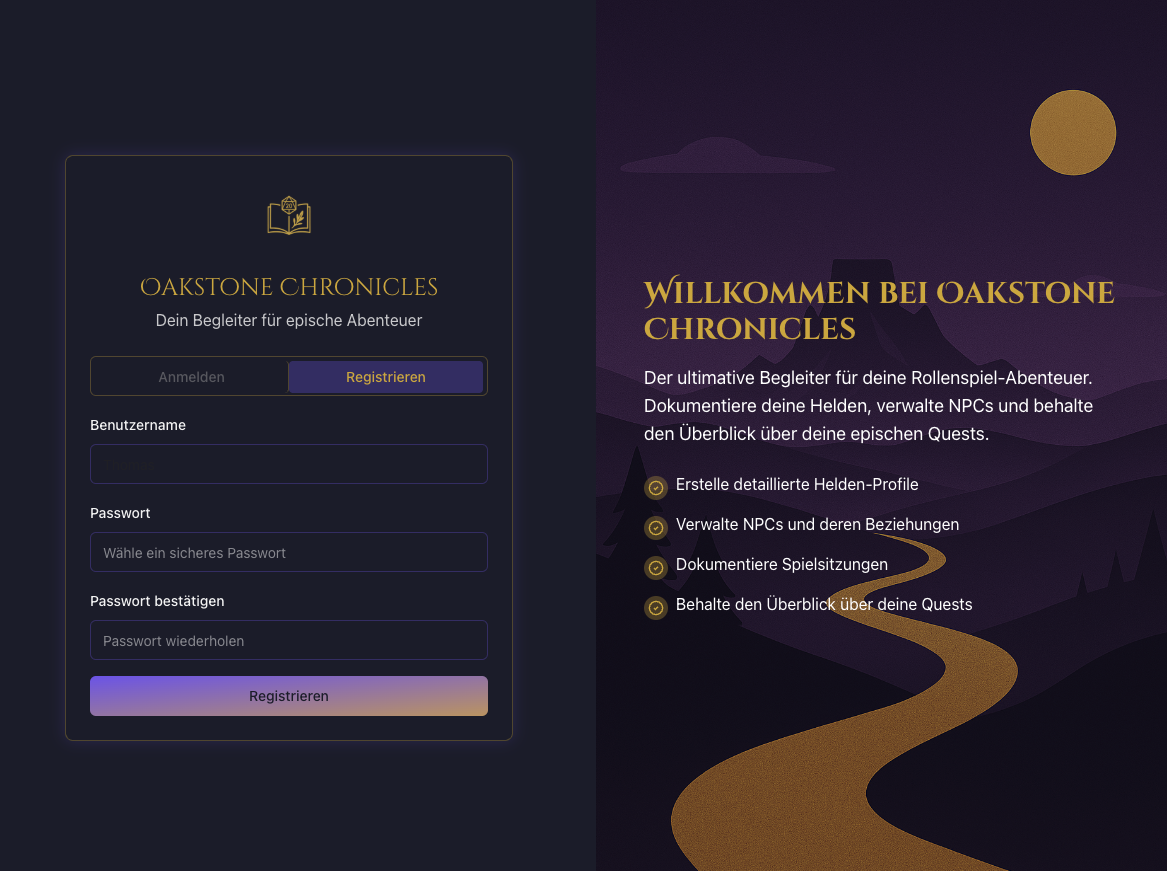 20
Oakstone Chronicles
Dein Begleiter für epische Abenteuer
Anmelden
Registrieren
Benutzername
Passwort
Wähle ein sicheres Passwort
Passwort bestätigen
Passwort wiederholen
Registrieren
Willkommen bei Oakstone
Chronicles
Der ultimative Begleiter für deine Rollenspiel-Abenteuer.
Dokumentiere deine Helden, verwalte NPCs und behalte
den Überblick über deine epischen Quests.
Erstelle detaillierte Helden-Profile
Verwalte NPCs und deren Beziehungen
Dokumentiere Spielsitzungen
Behalte den Überblick über deine Quests